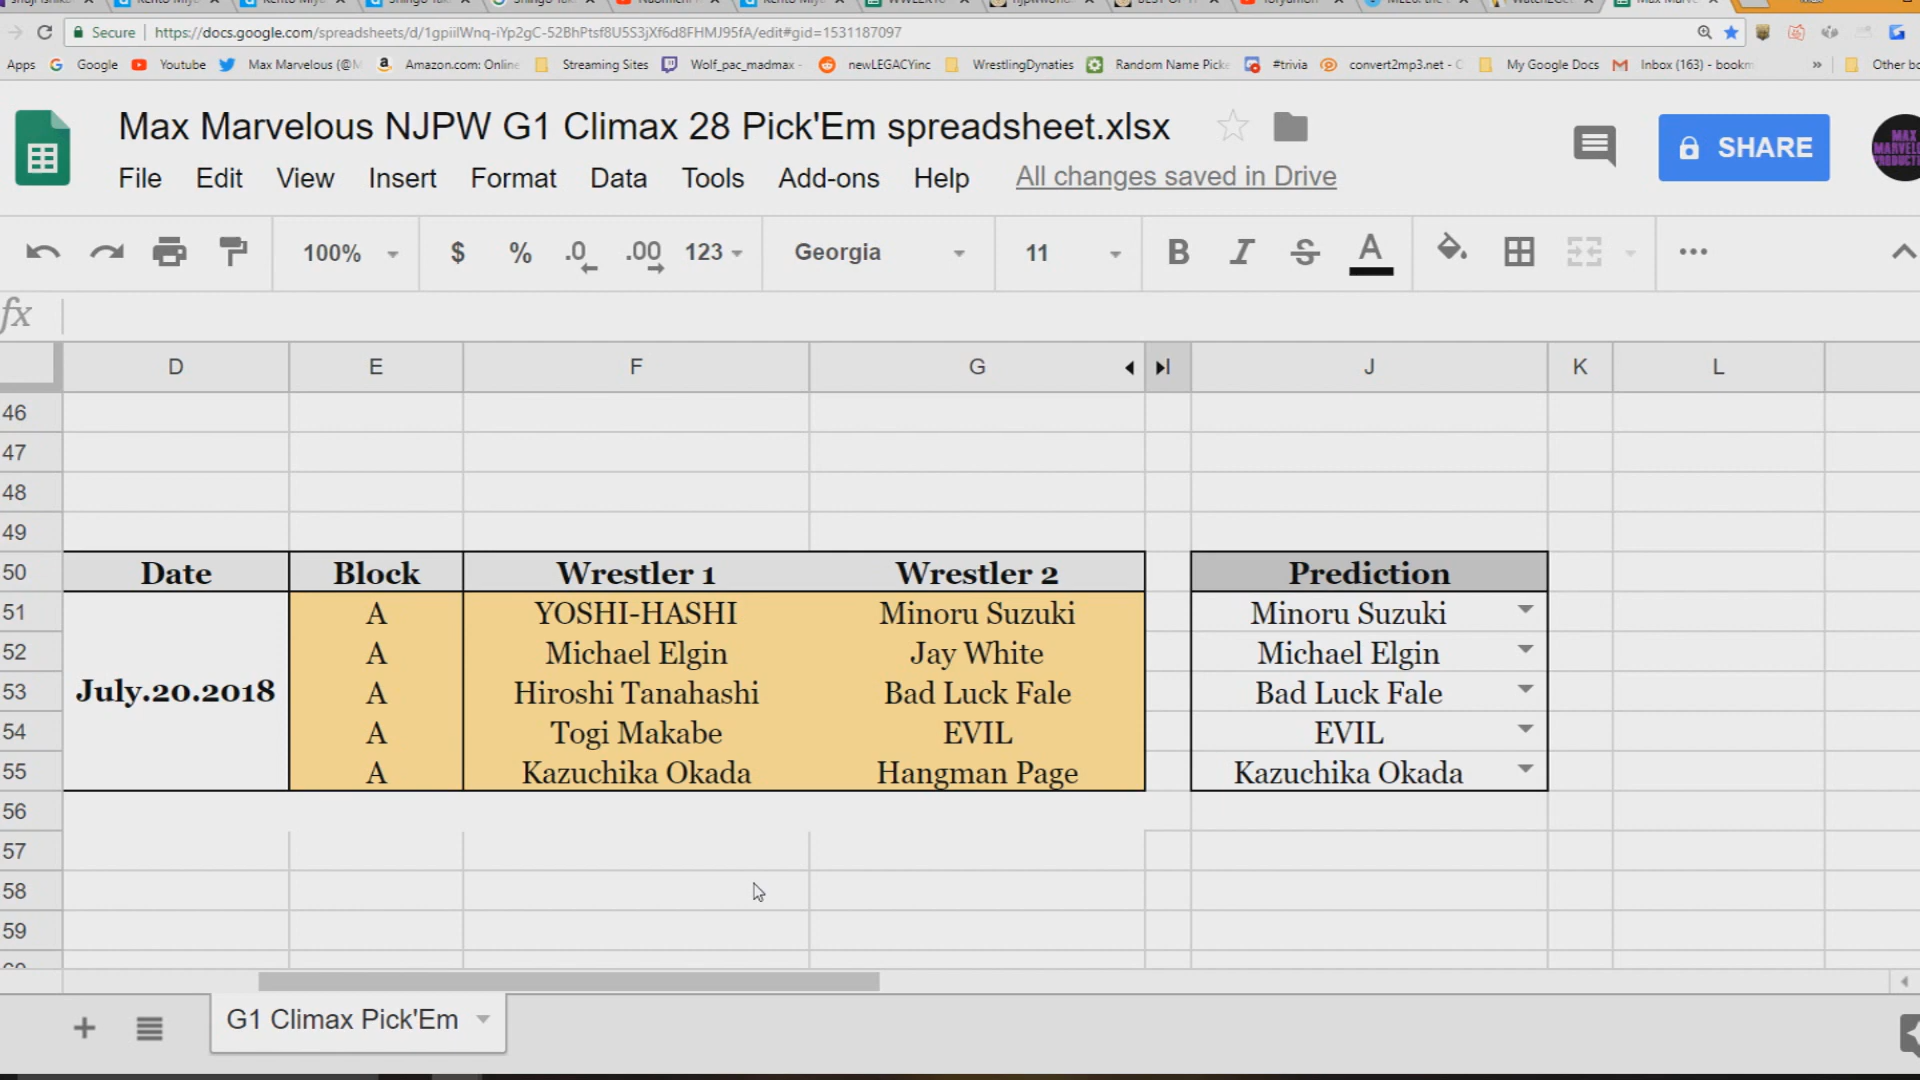 Secure https://docs.google.com/spreadsheets/d/1gpiilWnq-iYp2gC-52BhPtsf8U5S3jXf6d8FHMJ95fA/edit#gid=1531187097
Apps Google Youtube Max Marvelous (@M Amazon.com: Online Streaming Sites Wolf_pac_madmax - newLEGACYinc WrestlingDynaties Random Name Picke #trivia convert2mp3.net - C My Google Docs Inbox (163) - bookm » Other bo
Max Marvelous NJPW G1 Climax 28 Pick'Em spreadsheet.xlsx
SHARE
MAX
File Edit View Insert Format Data Tools Add-ons Help All changes saved in Drive
100% $ % .0 .00 123 Georgia 11 B I S A
fx
D E F G J K L
46
47
48
49
50 Date Block Wrestler 1 Wrestler 2 Prediction
51 A YOSHI-HASHI Minoru Suzuki Minoru Suzuki
52 A Michael Elgin Jay White Michael Elgin
53 July.20.2018 A Hiroshi Tanahashi Bad Luck Fale Bad Luck Fale
54 A Togi Makabe EVIL EVIL
55 A Kazuchika Okada Hangman Page Kazuchika Okada
56
57
58
59
G1 Climax Pick'Em